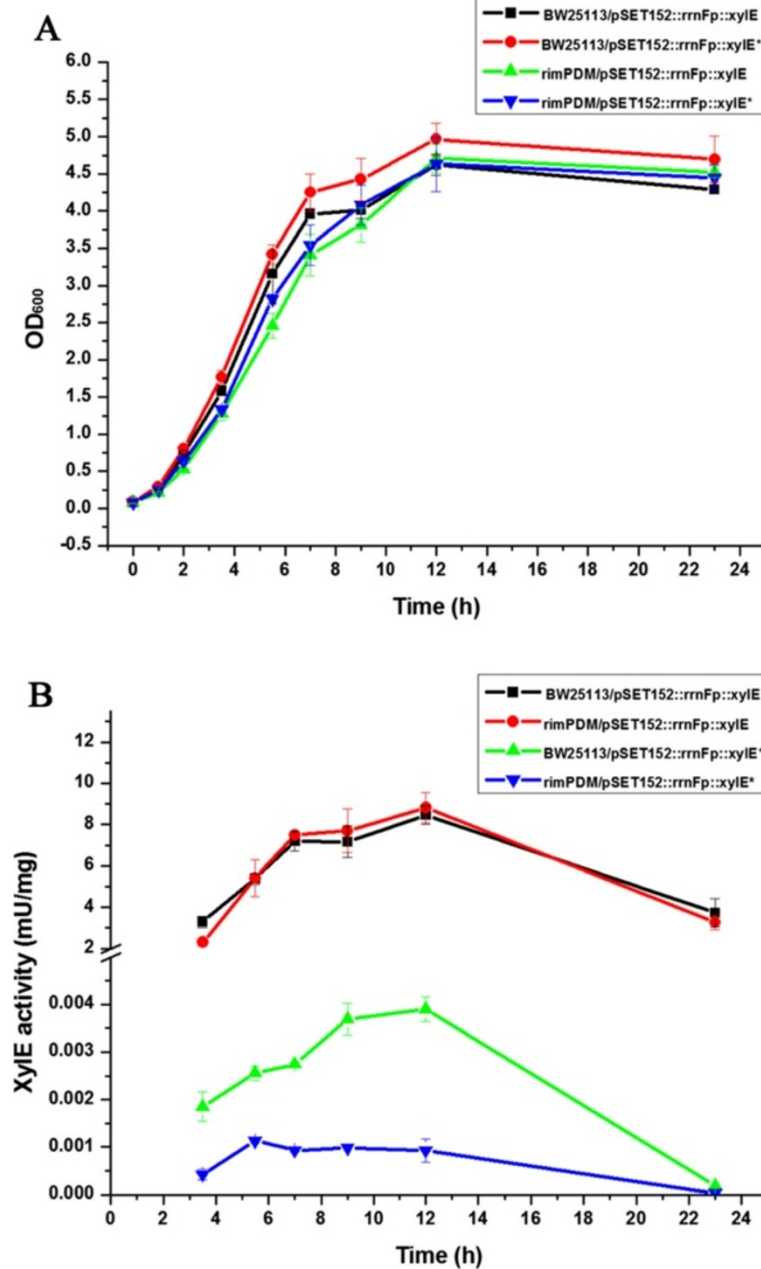 A
BW25113/pSET152::rrnFp::xylE
BW25113/pSET152::rrnFp::xylE*
rimPDM/pSET152::rrnFp::xylE
rimPDM/pSET152::rrnFp::xylE*
6.0
5.5
5.0
4.5
4.0
3.5
3.0
2.5
2.0
1.5
1.0
0.5
0.0
-0.5
OD600
0 2 4 6 8 10 12 14 16 18 20 22 24
Time (h)
B
BW25113/pSET152::rrnFp::xylE
rimPDM/pSET152::rrnFp::xylE
BW25113/pSET152::rrnFp::xylE*
rimPDM/pSET152::rrnFp::xylE*
12
10
8
6
4
2
0.004
0.003
0.002
0.001
0.000
XylE activity (mU/mg)
0 2 4 6 8 10 12 14 16 18 20 22 24
Time (h)